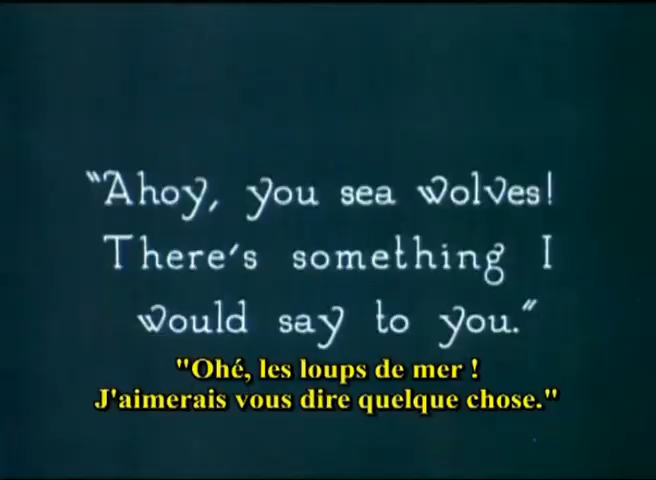 "Ahoy, you sea wolves!
There's something I
would say to you."
"Ohé, les loups de mer !
J'aimerais vous dire quelque chose."